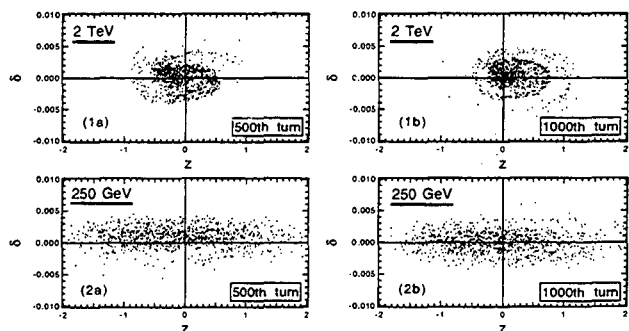 0.010
0.005
0.000
-0.005
-0.010
δ
2 TeV
(1a)
500th turn
-2
-1
0
1
2
Z
0.010
0.005
0.000
-0.005
-0.010
δ
2 TeV
(1b)
1000th turn
-2
-1
0
1
2
Z
0.010
0.005
0.000
-0.005
-0.010
δ
250 GeV
(2a)
500th turn
-2
-1
0
1
2
Z
0.010
0.005
0.000
-0.005
-0.010
δ
250 GeV
(2b)
1000th turn
-2
-1
0
1
2
Z